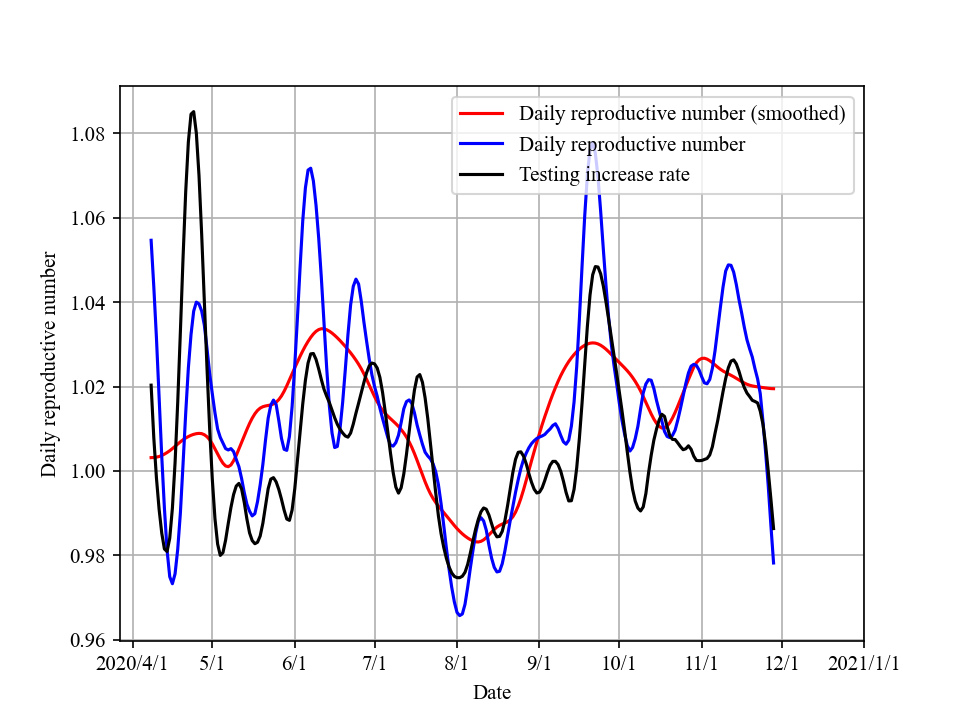 Daily reproductive number (smoothed)
Daily reproductive number
Testing increase rate
Daily reproductive number
1.08
1.06
1.04
1.02
1.00
0.98
0.96
2020/4/1 5/1 6/1 7/1 8/1 9/1 10/1 11/1 12/1 2021/1/1
Date